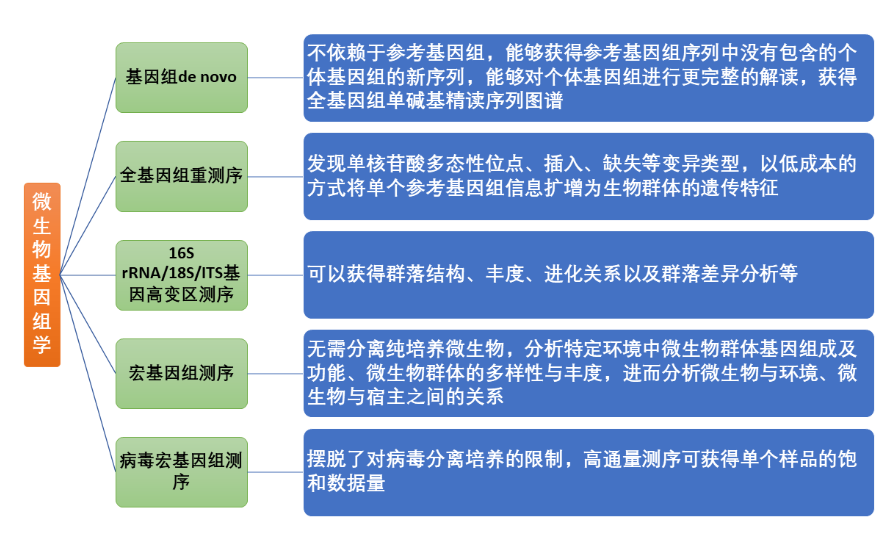 微生物基因组学
基因组de novo
不依赖于参考基因组，能够获得参考基因组序列中没有包含的个
体基因组的新序列，能够对个体基因组进行更完整的解读，获得
全基因组单碱基精读序列图谱
全基因组重测序
发现单核苷酸多态性位点、插入、缺失等变异类型，以低成本的
方式将单个参考基因组信息扩增为生物群体的遗传特征
16S
rRNA/18S/ITS基
因高变区测序
可以获得群落结构、丰度、进化关系以及群落差异分析等
宏基因组测序
无需分离纯培养微生物，分析特定环境中微生物群体基因组成及
功能、微生物群体的多样性与丰度，进而分析微生物与环境、微
生物与宿主之间的关系
病毒宏基因组测
序
摆脱了对病毒分离培养的限制，高通量测序可获得单个样品的饱
和数据量